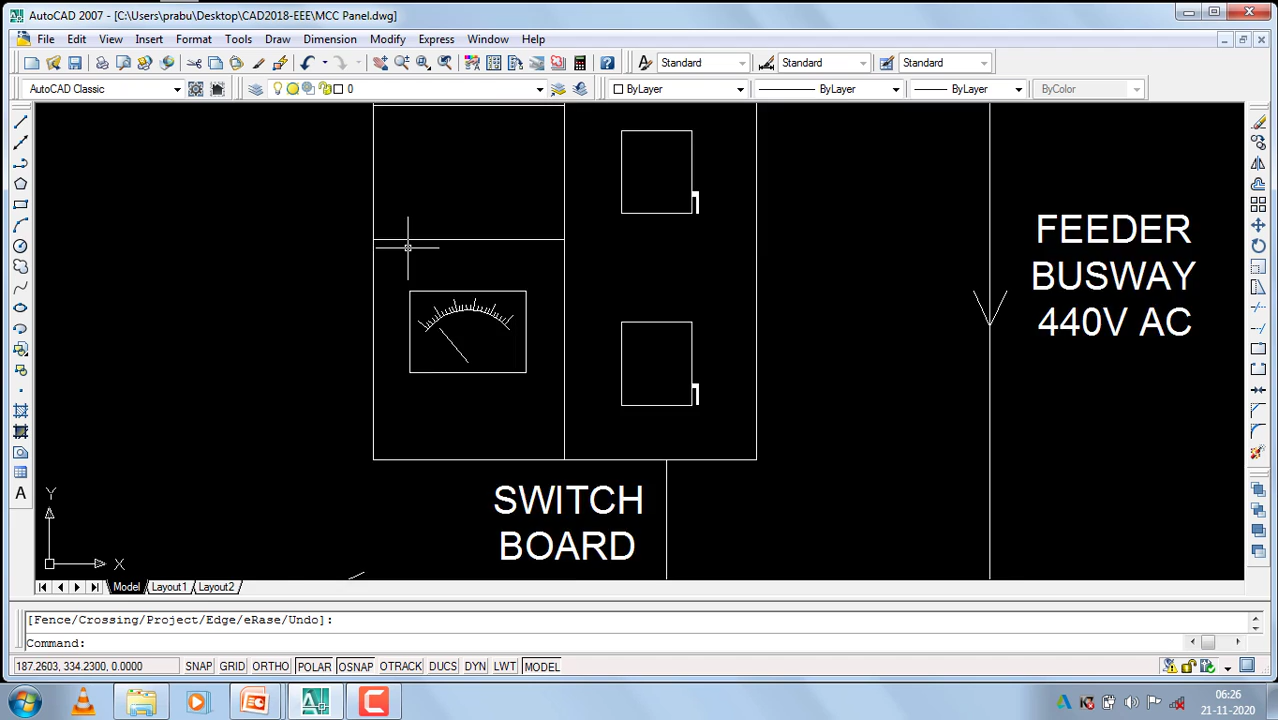 AutoCAD 2007 - [C:\Users\prabu\Desktop\CAD2018-EEE\MCC Panel.dwg]
File Edit View Insert Format Tools Draw Dimension Modify Express Window Help
Standard Standard Standard
AutoCAD Classic 0 ByLayer ByLayer ByLayer ByColor
FEEDER
BUSWAY
440V AC
SWITCH
BOARD
Y
X
A
Model Layout1 Layout2
[Fence/Crossing/Project/Edge/eRase/Undo]:
Command:
187.2603, 334.2300, 0.0000 SNAP GRID ORTHO POLAR OSNAP OTRACK DUCS DYN LWT MODEL
06:26
21-11-2020